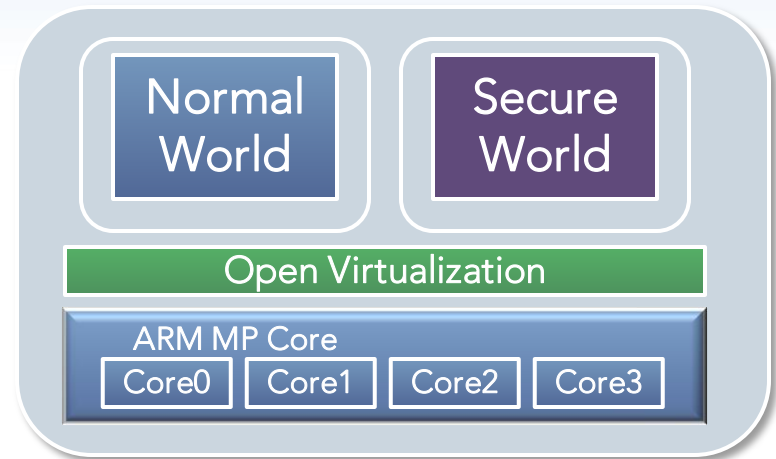 Normal
World
Secure
World
Open Virtualization
ARM MP Core
Core0 Core1 Core2 Core3